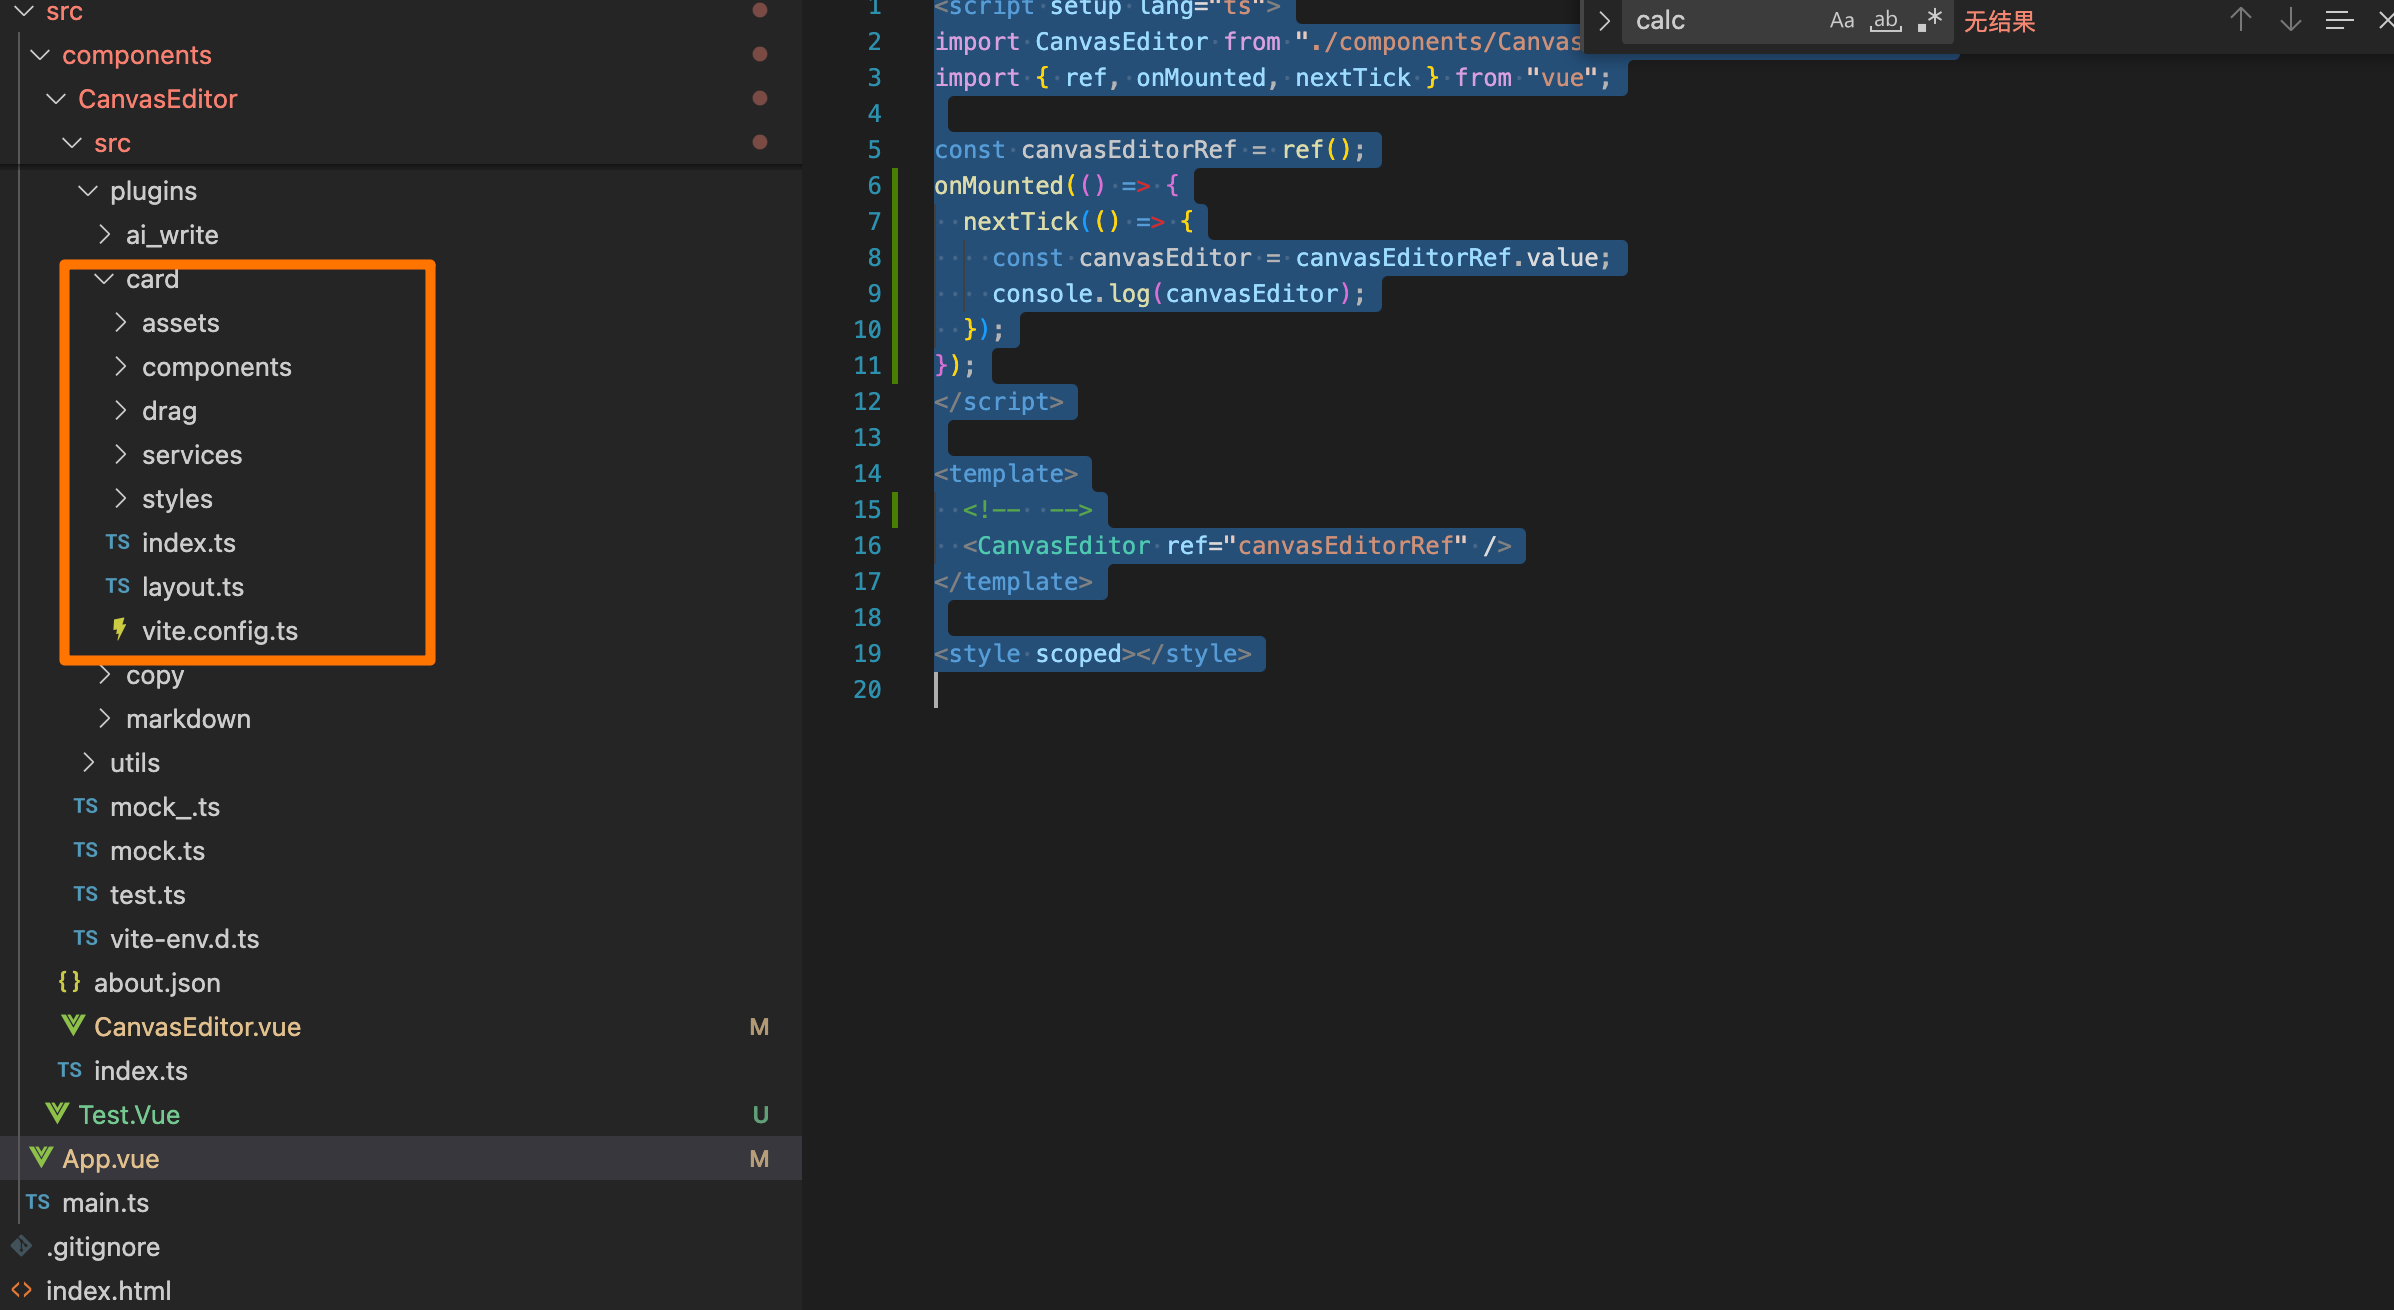 src
components
CanvasEditor
src
plugins
ai_write
card
assets
components
drag
services
styles
TS index.ts
TS layout.ts
vite.config.ts
copy
markdown
utils
TS mock_.ts
TS mock.ts
TS test.ts
TS vite-env.d.ts
{} about.json
CanvasEditor.vue M
TS index.ts
Test.Vue U
App.vue M
TS main.ts
.gitignore
<> index.html
1 <script setup lang="ts">
2 import CanvasEditor from "./components/Canvas
3 import { ref, onMounted, nextTick } from "vue";
4
5 const canvasEditorRef = ref();
6 onMounted(() => {
7 nextTick(() => {
8 const canvasEditor = canvasEditorRef.value;
9 console.log(canvasEditor);
10 });
11 });
12 </script>
13
14 <template>
15 <!-- -->
16 <CanvasEditor ref="canvasEditorRef" />
17 </template>
18
19 <style scoped></style>
20
calc Aa ab .* 无结果